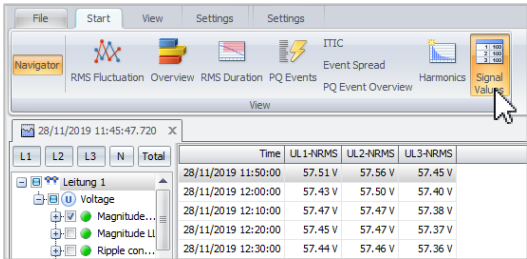 File Start View Settings Settings
Navigator
RMS Fluctuation Overview RMS Duration PQ Events
ITIC
Event Spread
PQ Event Overview
Harmonics
Signal
Values
View
28/11/2019 11:45:47.720 X
L1 L2 L3 N Total
Time UL1-NRMS UL2-NRMS UL3-NRMS
28/11/2019 11:50:00 57.51 V 57.56 V 57.45 V
28/11/2019 12:00:00 57.43 V 57.50 V 57.40 V
28/11/2019 12:10:00 57.47 V 57.47 V 57.38 V
28/11/2019 12:20:00 57.45 V 57.47 V 57.37 V
28/11/2019 12:30:00 57.44 V 57.46 V 57.36 V
Leitung 1
U Voltage
Magnitude...
Magnitude LL
Ripple con...